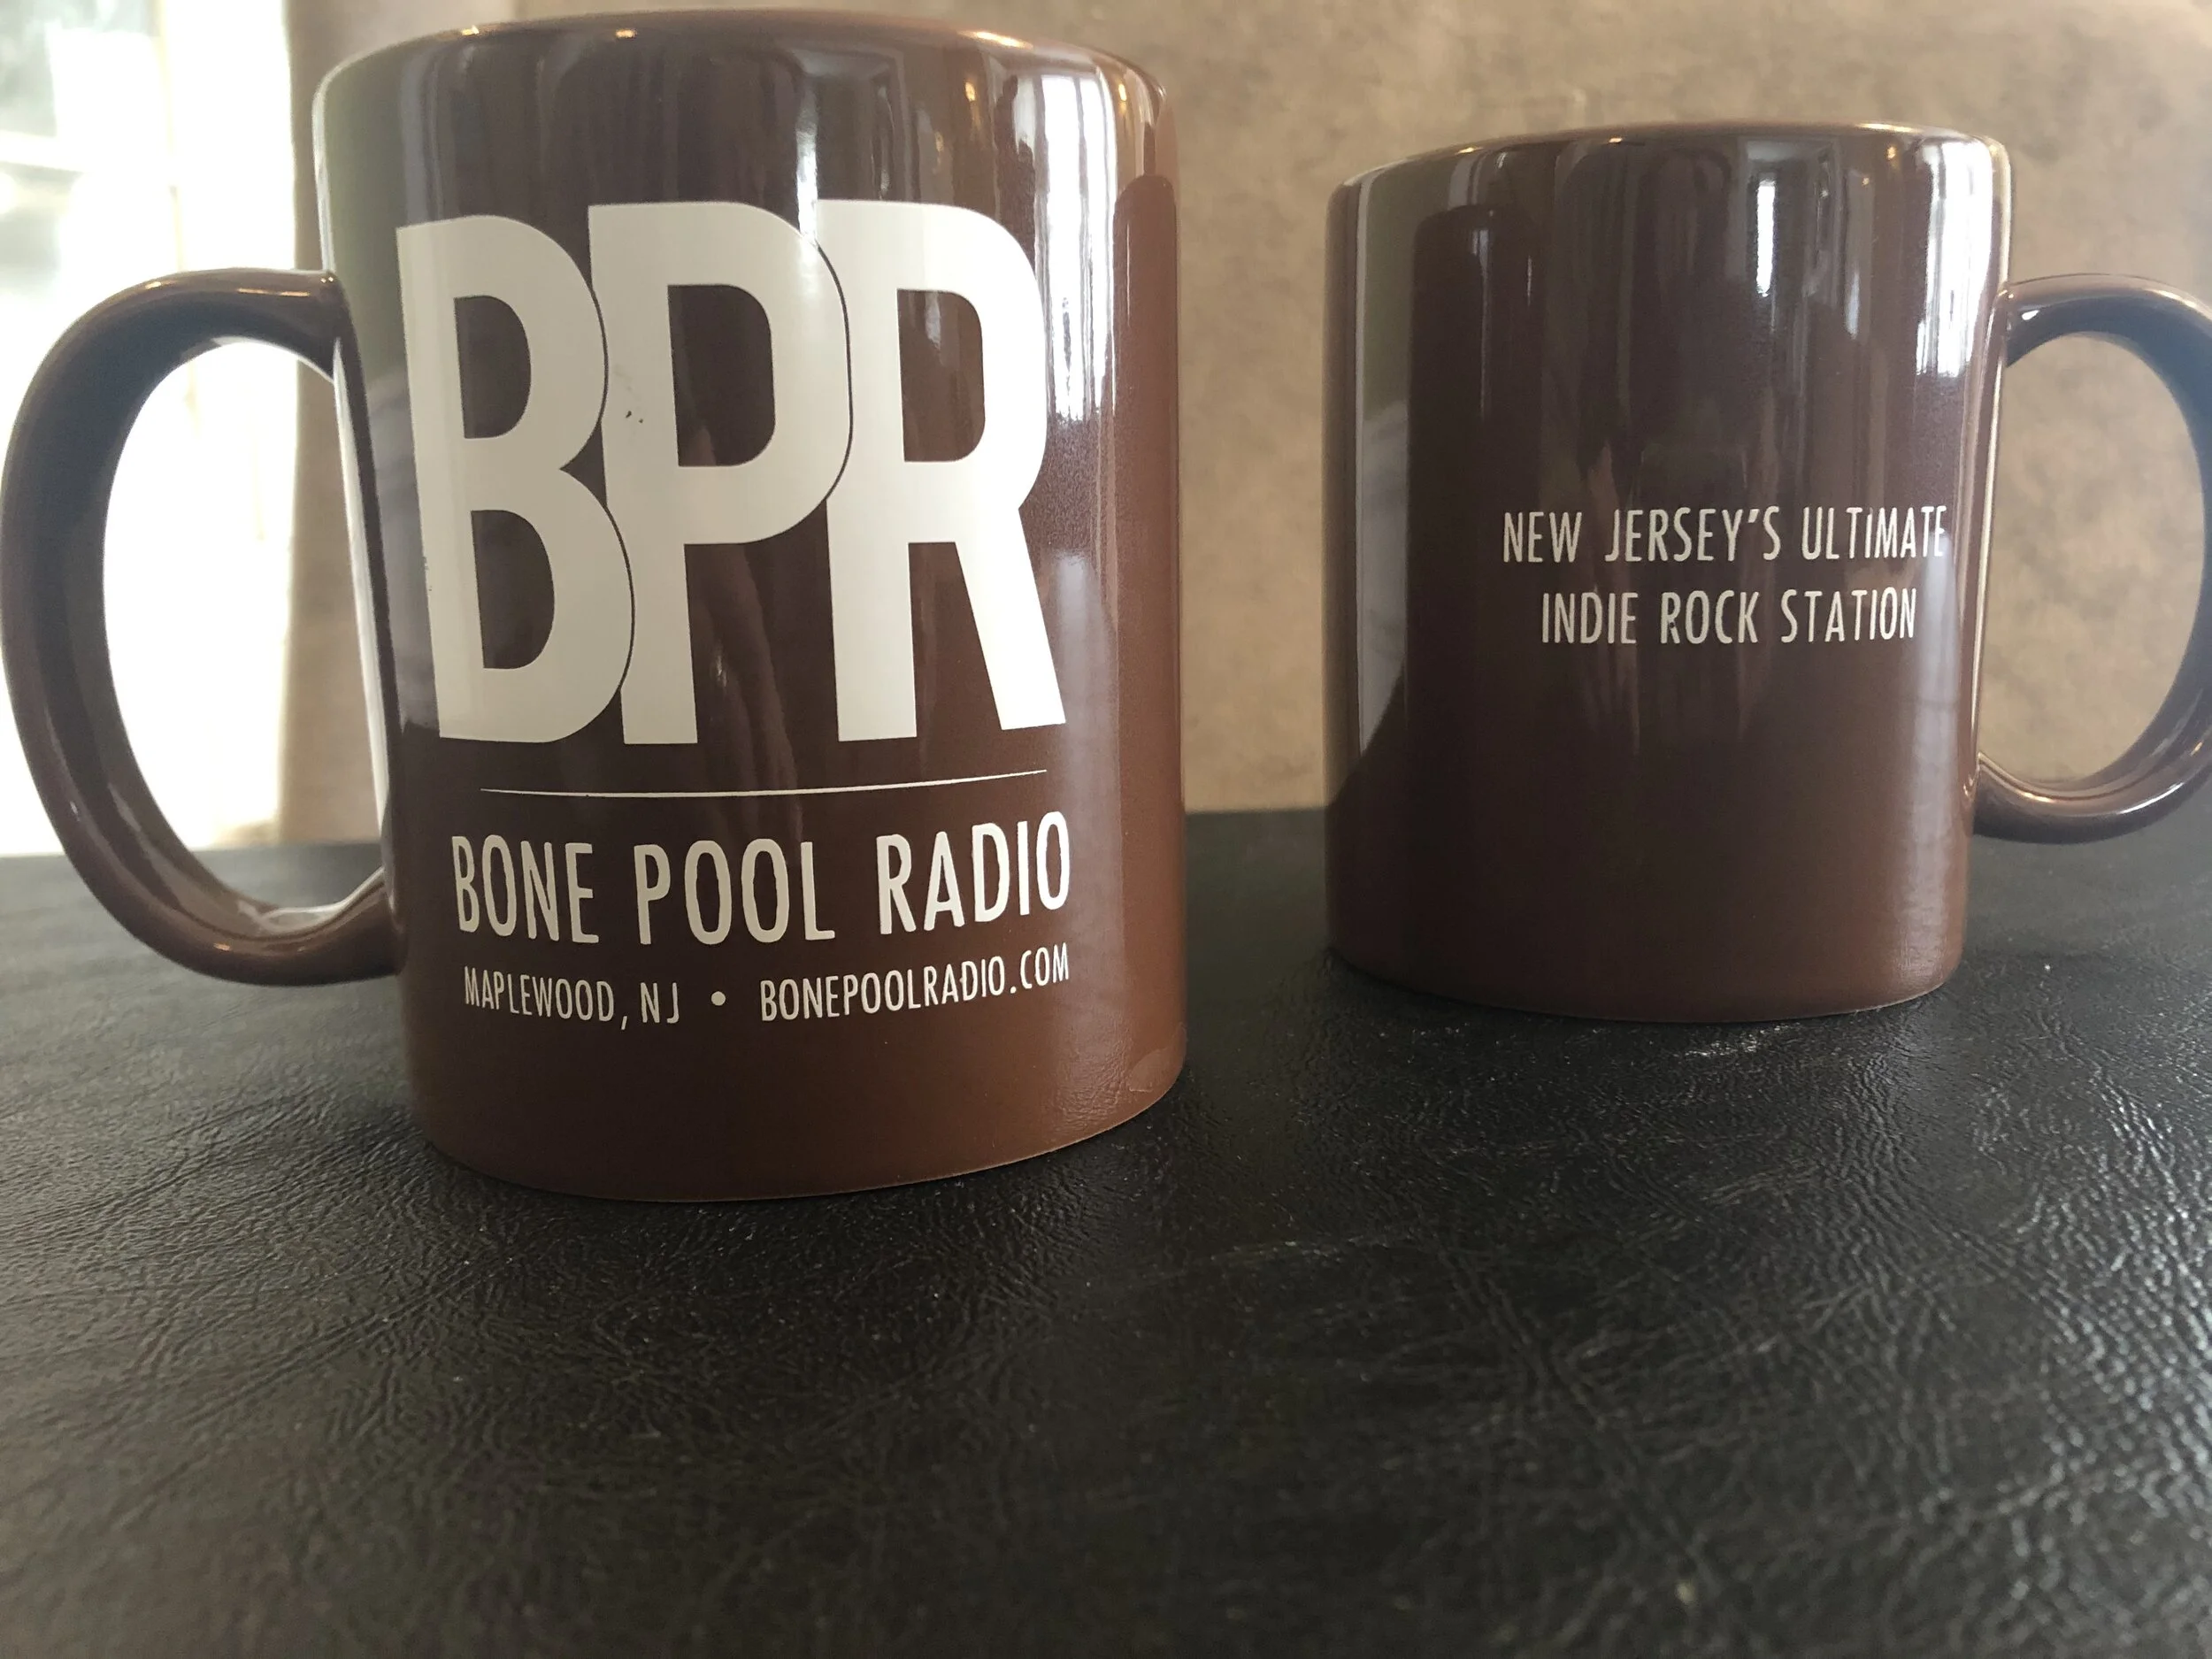 BPR
BONE POOL RADIO
MAPLEWOOD, NJ • BONEPOOLRADIO.COM
NEW JERSEY'S ULTIMATE
INDIE ROCK STATION